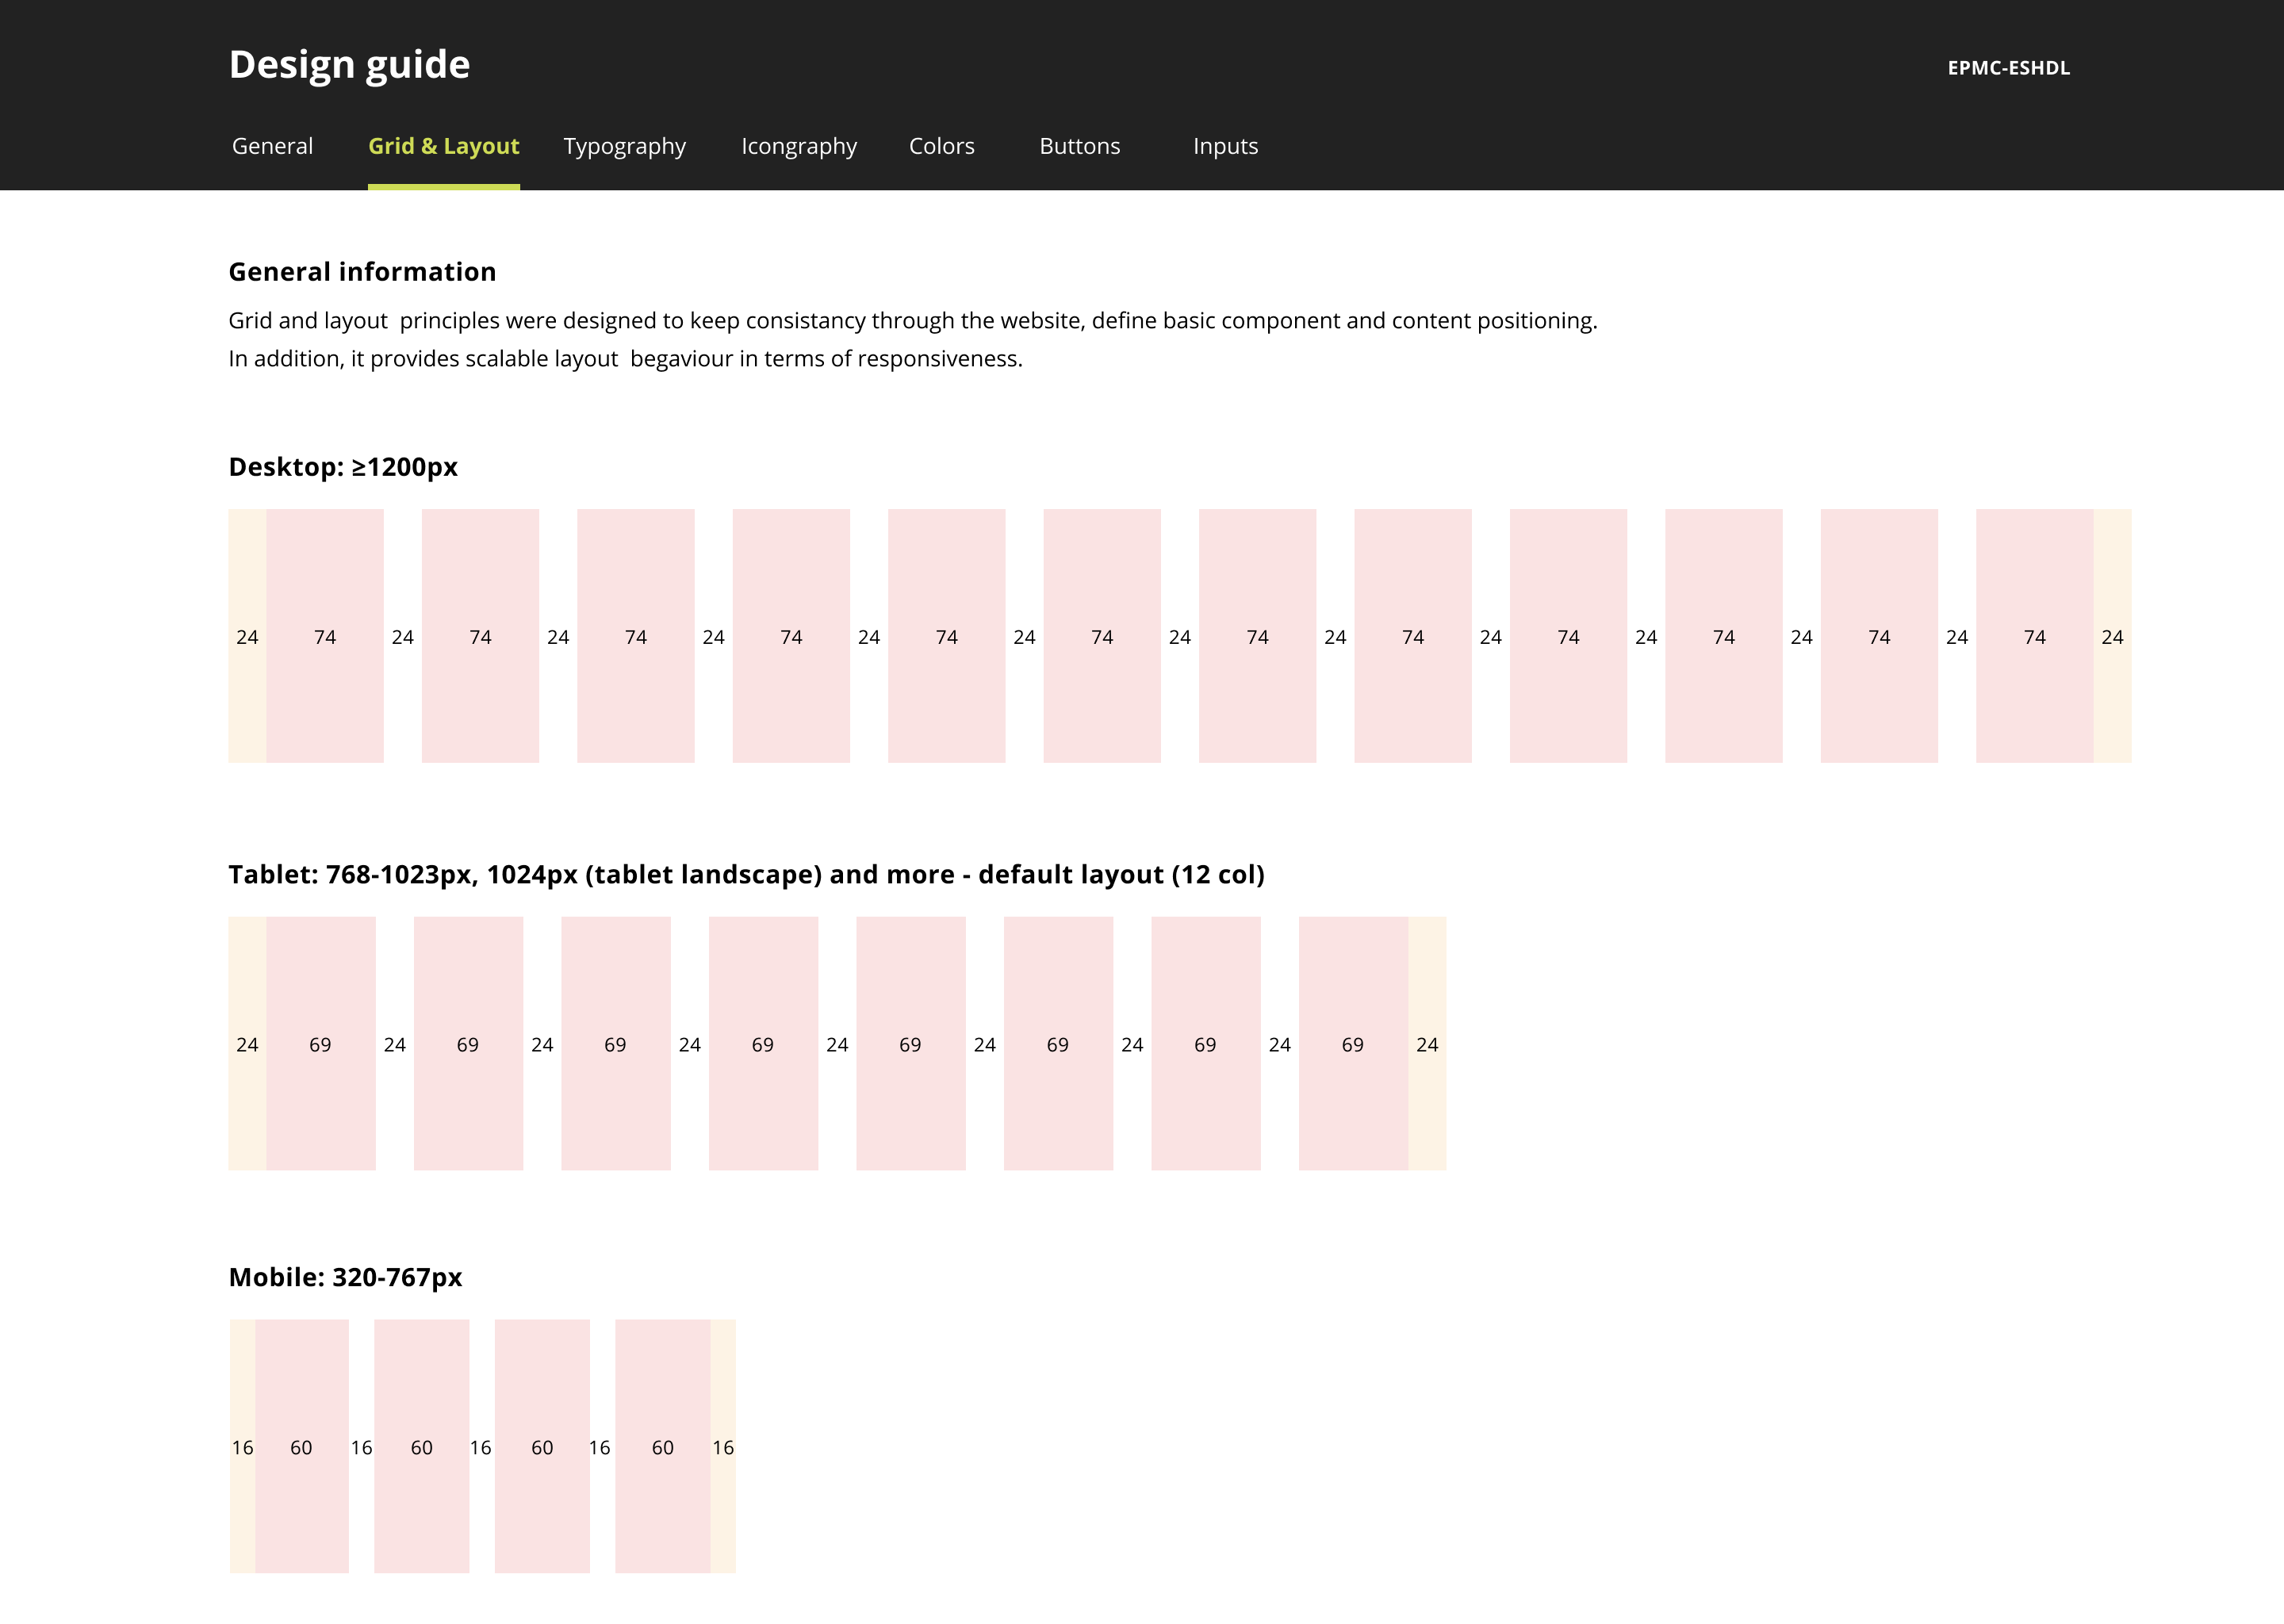 Design guide
EPMC-ESHDL
General Grid & Layout Typography Icongraphy Colors Buttons Inputs
General information
Grid and layout  principles were designed to keep consistancy through the website, define basic component and content positioning.
In addition, it provides scalable layout  begaviour in terms of responsiveness.
Desktop: ≥1200px
24 74 24 74 24 74 24 74 24 74 24 74 24 74 24 74 24 74 24 74 24 74 24 74 24
Tablet: 768-1023px, 1024px (tablet landscape) and more - default layout (12 col)
24 69 24 69 24 69 24 69 24 69 24 69 24 69 24 69 24
Mobile: 320-767px
16 60 16 60 16 60 16 60 16